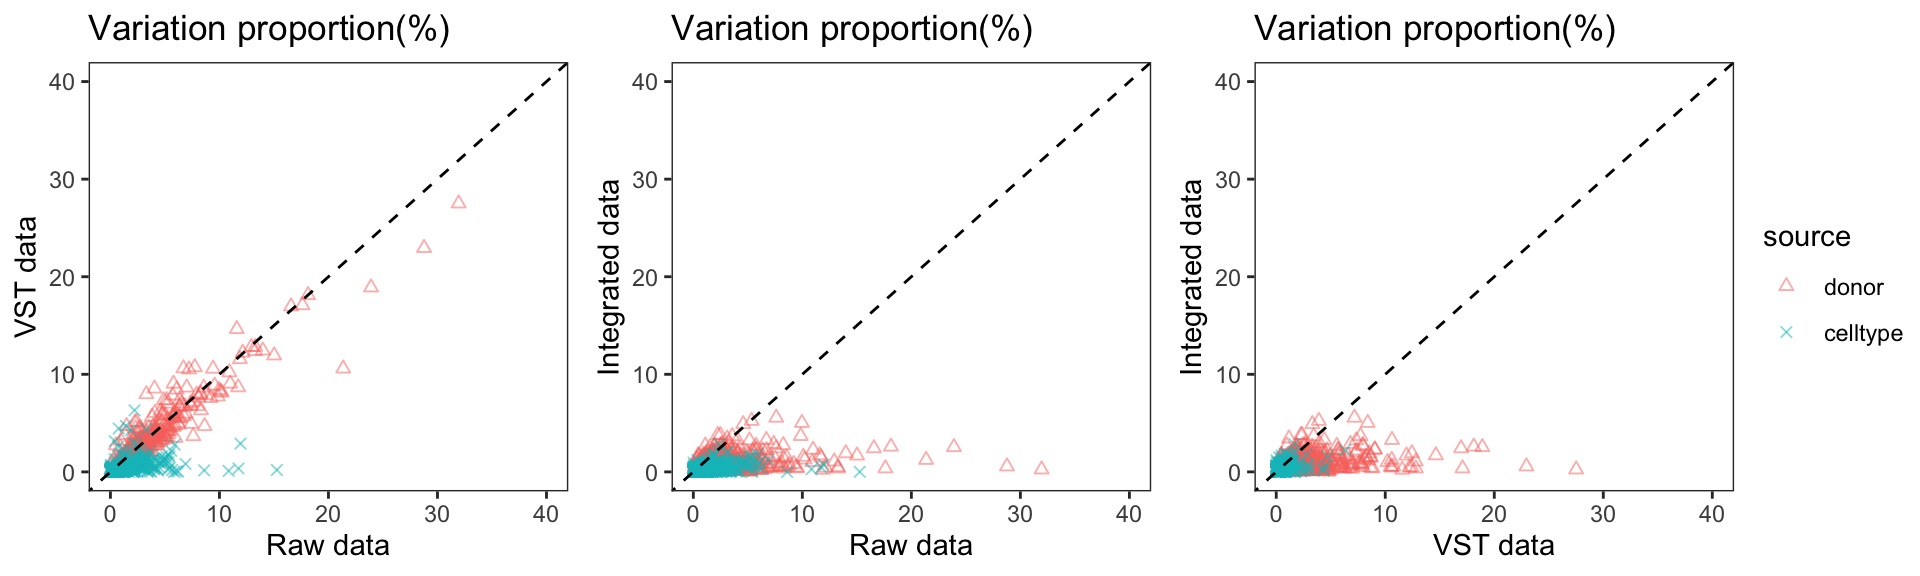 Variation proportion(%)
40
30
20
10
0
VST data
0 10 20 30 40
Raw data
Variation proportion(%)
40
30
20
10
0
Integrated data
0 10 20 30 40
Raw data
Variation proportion(%)
40
30
20
10
0
Integrated data
0 10 20 30 40
VST data
source
donor
celltype